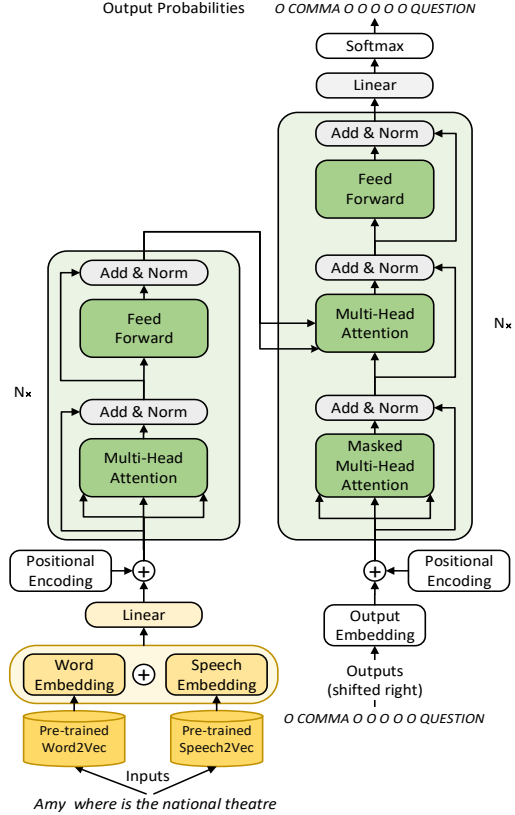 Output Probabilities
O COMMA O O O O O QUESTION
Softmax
Linear
Add & Norm
Feed
Forward
Add & Norm
Multi-Head
Attention
Add & Norm
Masked
Multi-Head
Attention
Nx
Add & Norm
Feed
Forward
Nx
Add & Norm
Multi-Head
Attention
Positional
Encoding
+
+
Positional
Encoding
Linear
Output
Embedding
Word
Embedding
+
Speech
Embedding
Outputs
(shifted right)
O COMMA O O O O O QUESTION
Pre-trained
Word2Vec
Pre-trained
Speech2Vec
Inputs
Amy where is the national theatre